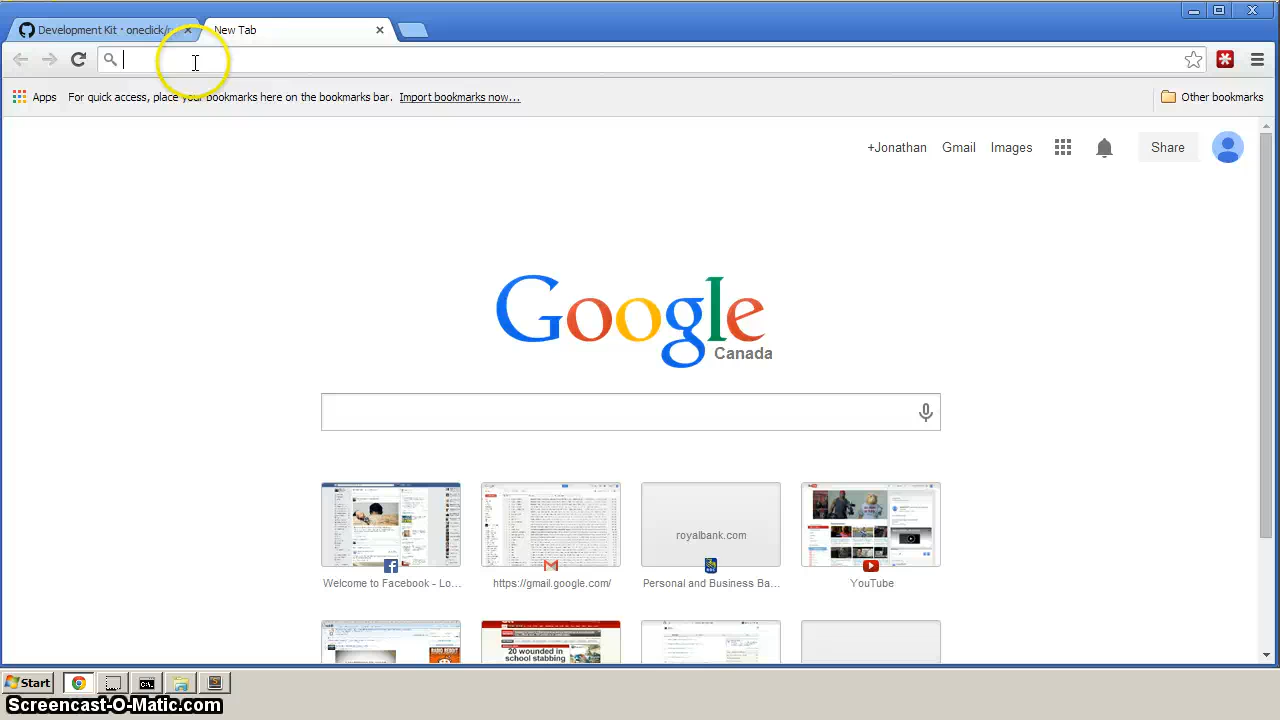 Development Kit · oneclick/r
New Tab
Apps
For quick access, place your bookmarks here on the bookmarks bar. Import bookmarks now...
Other bookmarks
+Jonathan
Gmail
Images
Share
Google
Canada
royalbank.com
Welcome to Facebook - Lo...
https://gmail.google.com/
Personal and Business Ba...
YouTube
20 wounded in
school stabbing
Start
Screencast-O-Matic.com